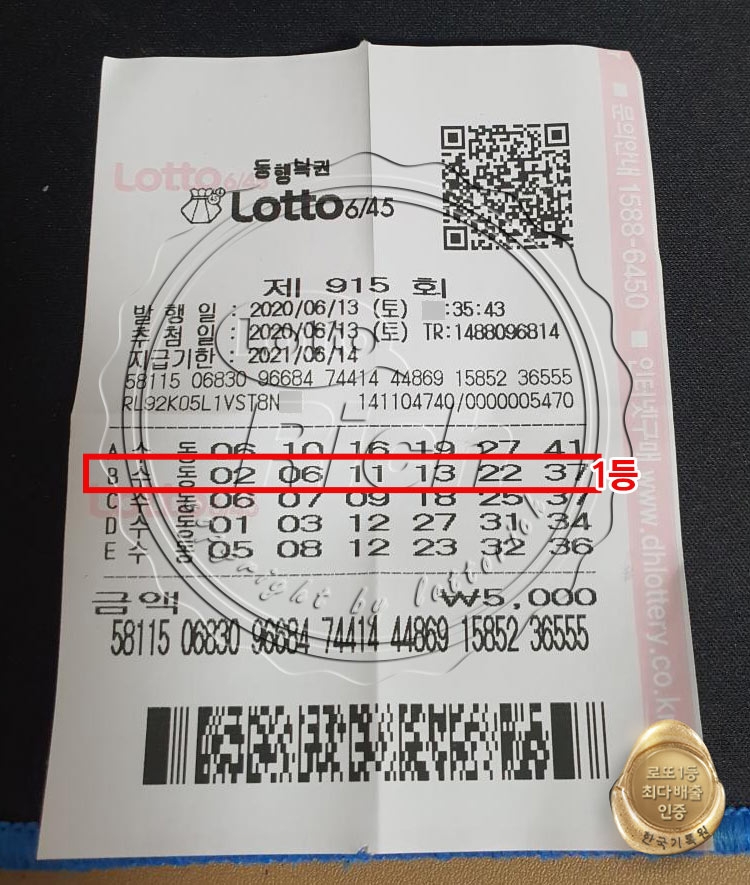 Lotto 6/45
동행복권
Lotto 6/45
제 915 회
발 행 일 : 2020/06/13 (토) :35:43
추 첨 일 : 2020/06/13 (토) TR:1488096814
지급기한 : 2021/06/14
58115 06830 96684 74414 44869 15852 36555
RL92K05L1VST8N 141104740/0000005470
A 수 동 06 10 16 19 27 41
B 수 동 02 06 11 13 22 37 1등
C 수 동 06 07 09 18 25 37
D 수 동 01 03 12 27 31 34
E 수 동 05 08 12 23 32 36
금액 ₩5,000
58115 06830 96684 74414 44869 15852 36555
■ 문의안내 1588-6450 ■ 인터넷구매 www.dhlottery.co.k
Lotto
Rich
로또1등
최다배출
인증
한국기록원